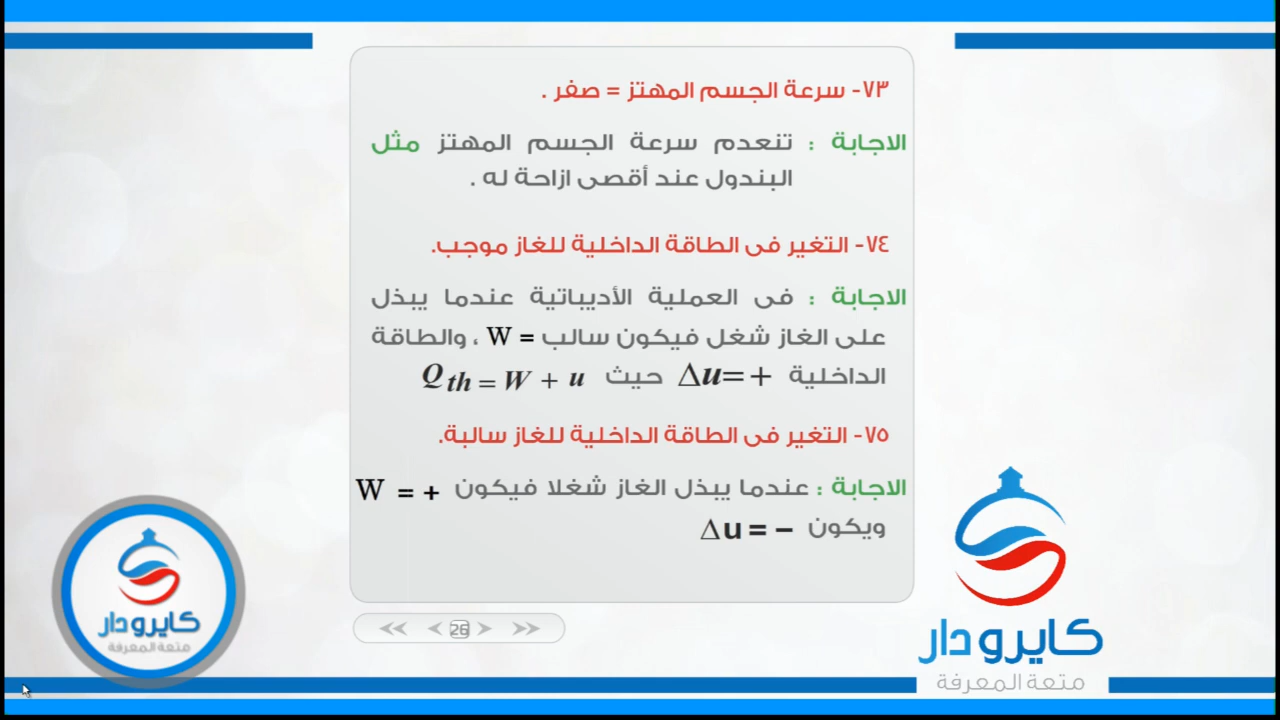 ٧٣- سرعة الجسم المهتز = صفر .
الاجابة : تنعدم سرعة الجسم المهتز مثل
البندول عند أقصى ازاحة له .
٧٤- التغير فى الطاقة الداخلية للغاز موجب.
الاجابة : فى العملية الأديباتية عندما يبذل
على الغاز شغل فيكون سالب = W ، والطاقة
الداخلية Δu=+ حيث Q th = W + u
٧٥- التغير فى الطاقة الداخلية للغاز سالبة.
الاجابة : عندما يبذل الغاز شغلا فيكون W = +
ويكون Δu = −
26
كايرو دار
متعة المعرفة
كايرو دار
متعة المعرفة